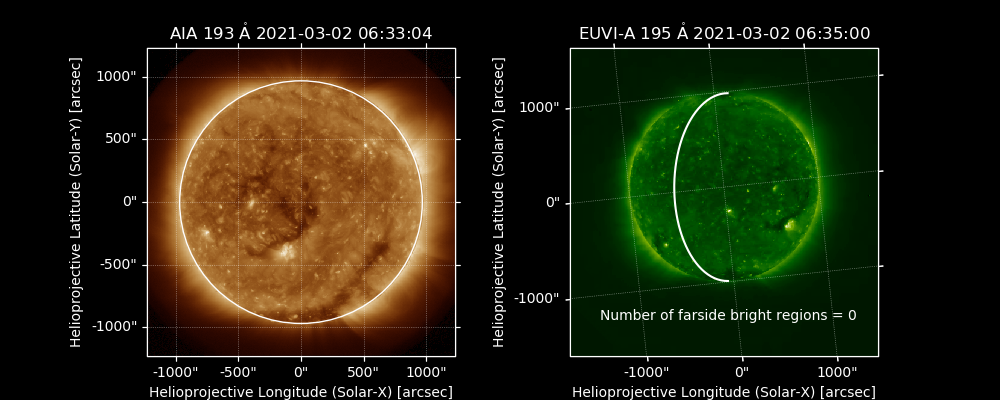 AIA 193 Å 2021-03-02 06:33:04
EUVI-A 195 Å 2021-03-02 06:35:00
Helioprojective Latitude (Solar-Y) [arcsec]
1000"
500"
0"
-500"
-1000"
-1000"
-500"
0"
500"
1000"
Helioprojective Longitude (Solar-X) [arcsec]
Helioprojective Latitude (Solar-Y) [arcsec]
1000"
0"
-1000"
Number of farside bright regions = 0
-1000"
0"
1000"
Helioprojective Longitude (Solar-X) [arcsec]